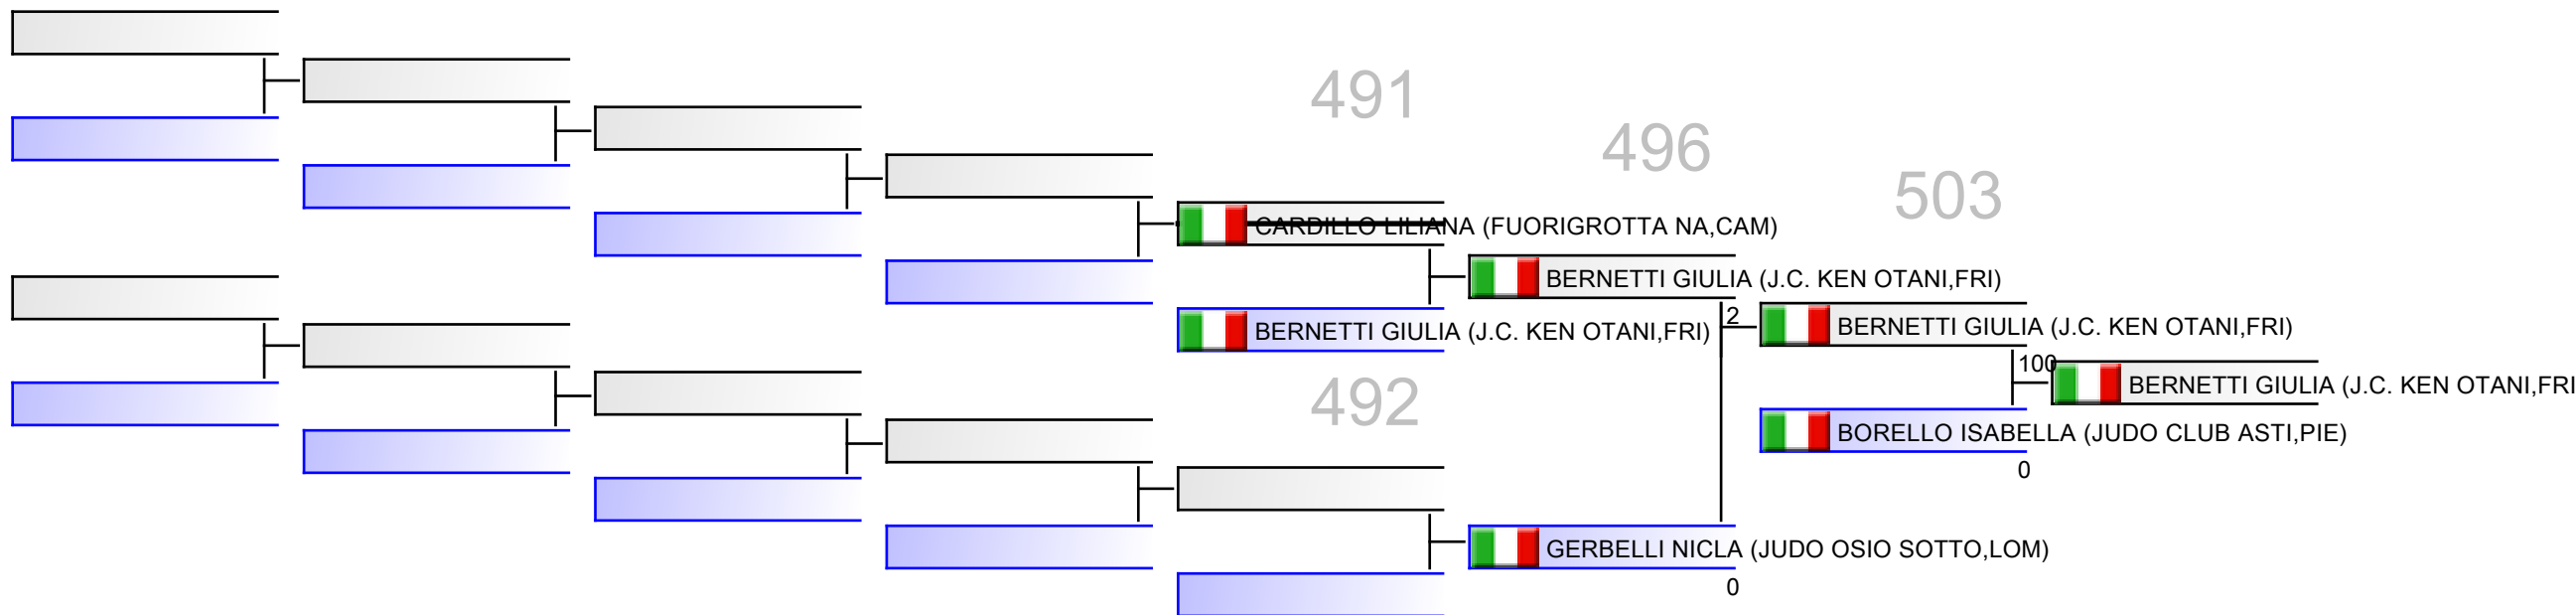 491
496
503
CARDILLO LILIANA (FUORIGROTTA NA,CAM)
BERNETTI GIULIA (J.C. KEN OTANI,FRI)
BERNETTI GIULIA (J.C. KEN OTANI,FRI)
2
BERNETTI GIULIA (J.C. KEN OTANI,FRI)
100
BERNETTI GIULIA (J.C. KEN OTANI,FRI
492
BORELLO ISABELLA (JUDO CLUB ASTI,PIE)
0
GERBELLI NICLA (JUDO OSIO SOTTO,LOM)
0